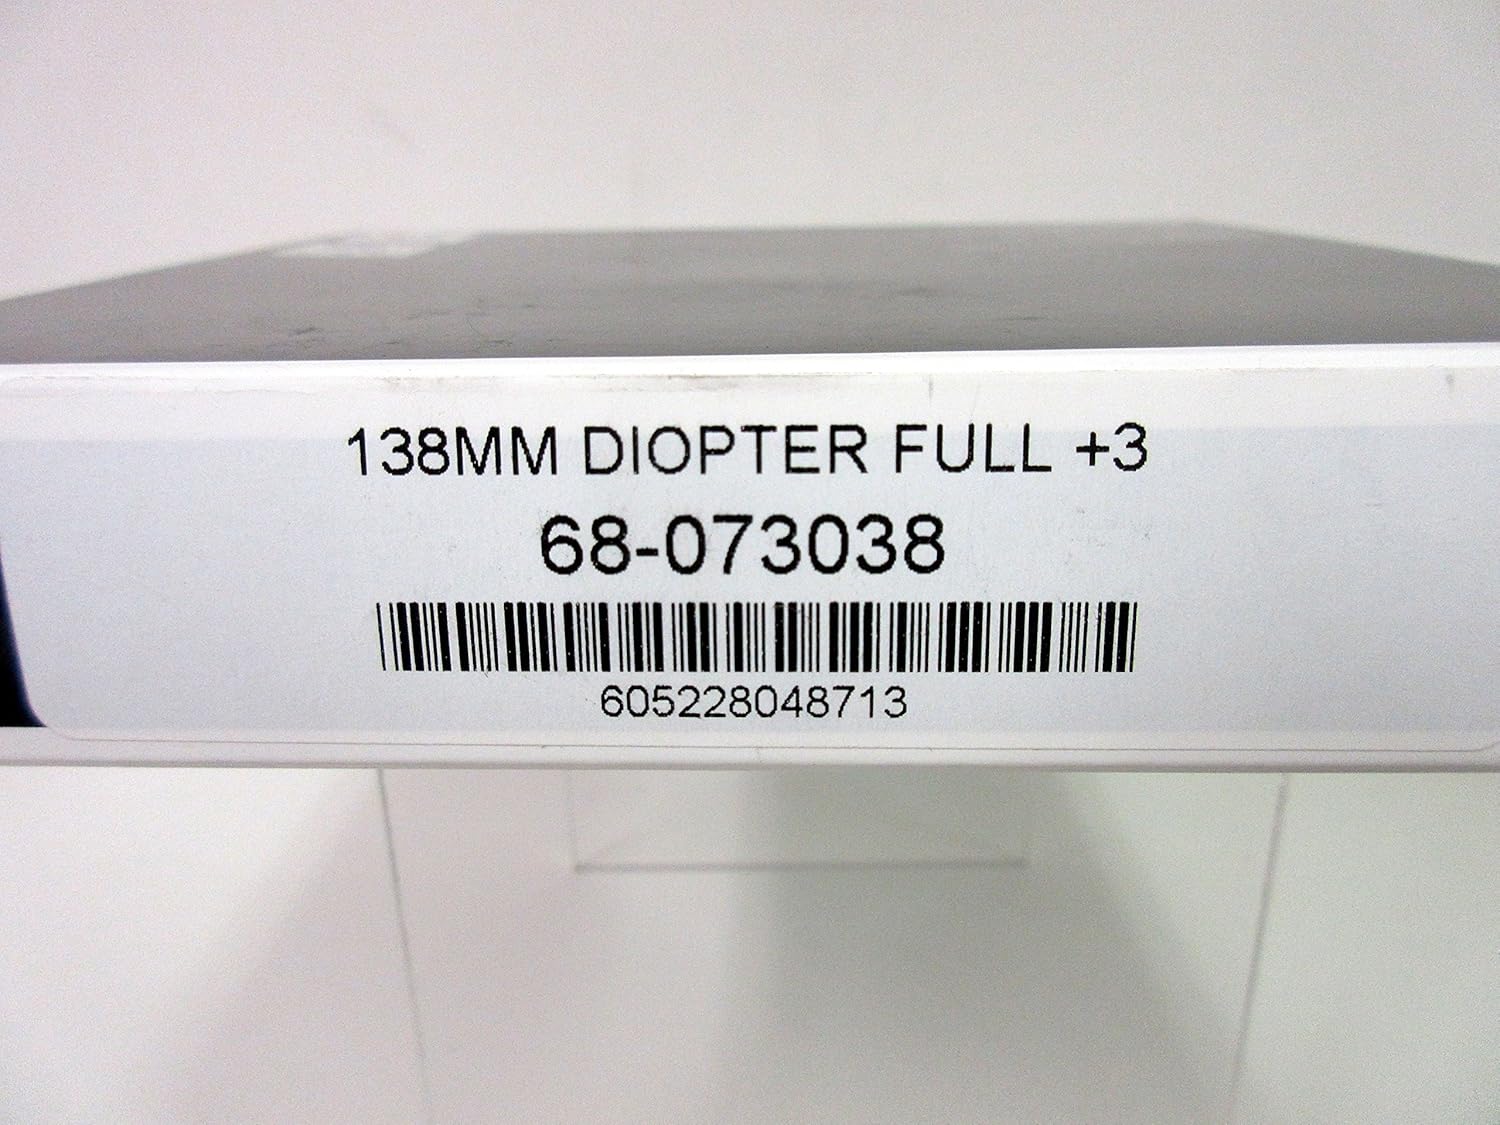 138MM DIOPTER FULL +3
68-073038
605228048713